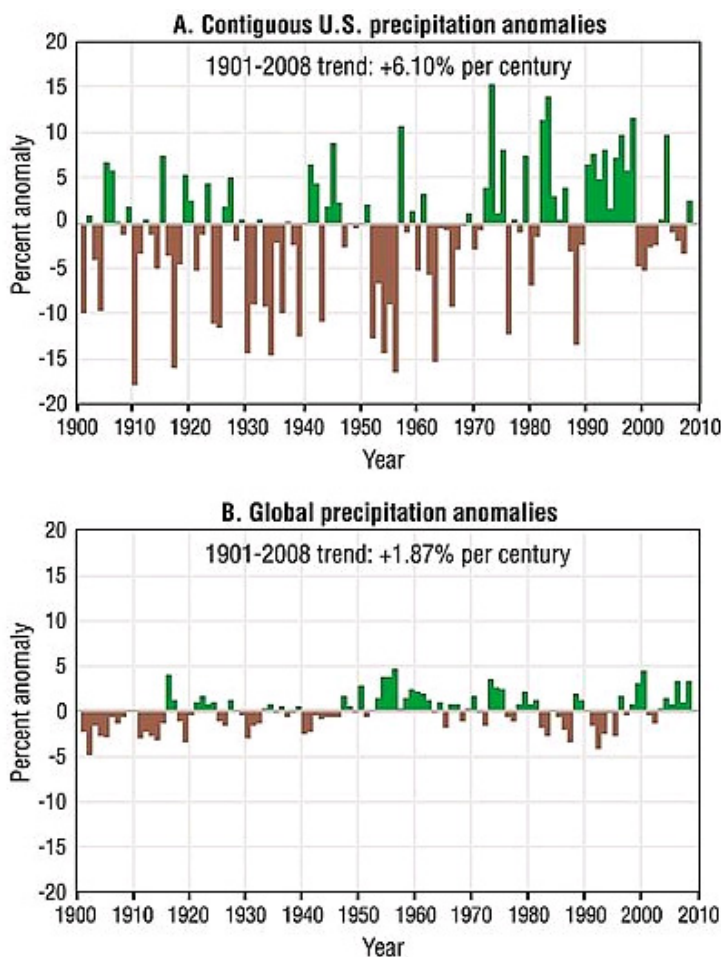 A. Contiguous U.S. precipitation anomalies
1901-2008 trend: +6.10% per century
Percent anomaly
20
15
10
5
0
-5
-10
-15
-20
1900 1910 1920 1930 1940 1950 1960 1970 1980 1990 2000 2010
Year
B. Global precipitation anomalies
1901-2008 trend: +1.87% per century
Percent anomaly
20
15
10
5
0
-5
-10
-15
-20
1900 1910 1920 1930 1940 1950 1960 1970 1980 1990 2000 2010
Year